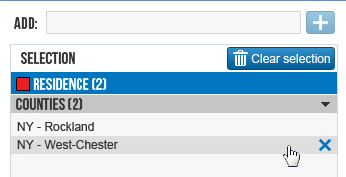 ADD:
SELECTION
Clear selection
RESIDENCE (2)
COUNTIES (2)
NY - Rockland
NY - West-Chester